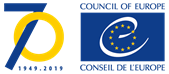 70
1949.2019
COUNCIL OF EUROPE
CONSEIL DE L'EUROPE